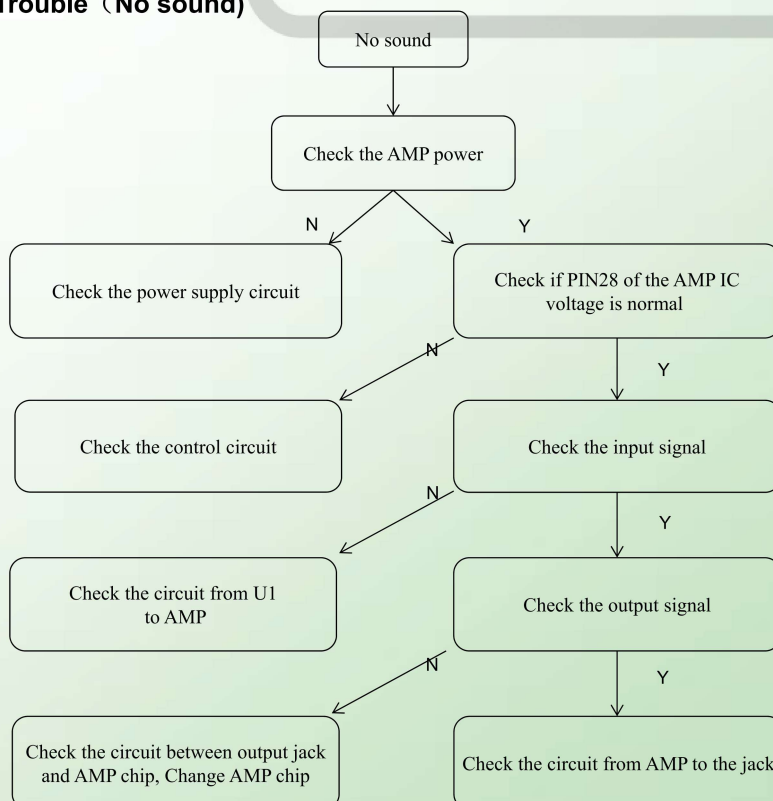 Trouble（No sound)
No sound
Check the AMP power
N
Y
Check the power supply circuit
Check if PIN28 of the AMP IC
voltage is normal
N
Y
Check the control circuit
Check the input signal
N
Y
Check the circuit from U1
to AMP
Check the output signal
N
Y
Check the circuit between output jack
and AMP chip, Change AMP chip
Check the circuit from AMP to the jack